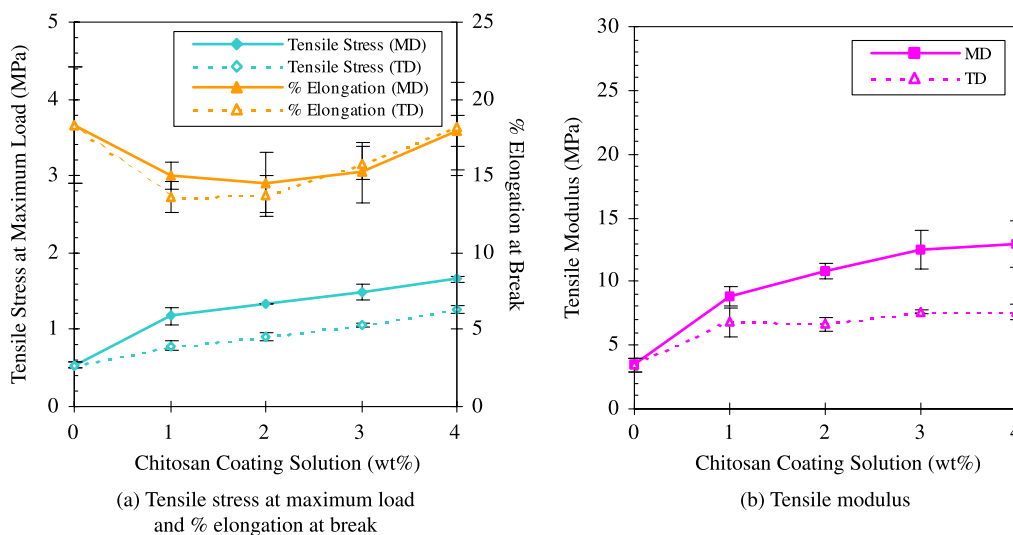 5
4
3
2
1
0
Tensile Stress at Maximum Load (MPa)
25
20
15
10
5
0
% Elongation at Break
Tensile Stress (MD)
Tensile Stress (TD)
% Elongation (MD)
% Elongation (TD)
0 1 2 3 4
Chitosan Coating Solution (wt%)
(a) Tensile stress at maximum load
and % elongation at break
30
25
20
15
10
5
0
Tensile Modulus (MPa)
MD
TD
0 1 2 3 4
Chitosan Coating Solution (wt%)
(b) Tensile modulus